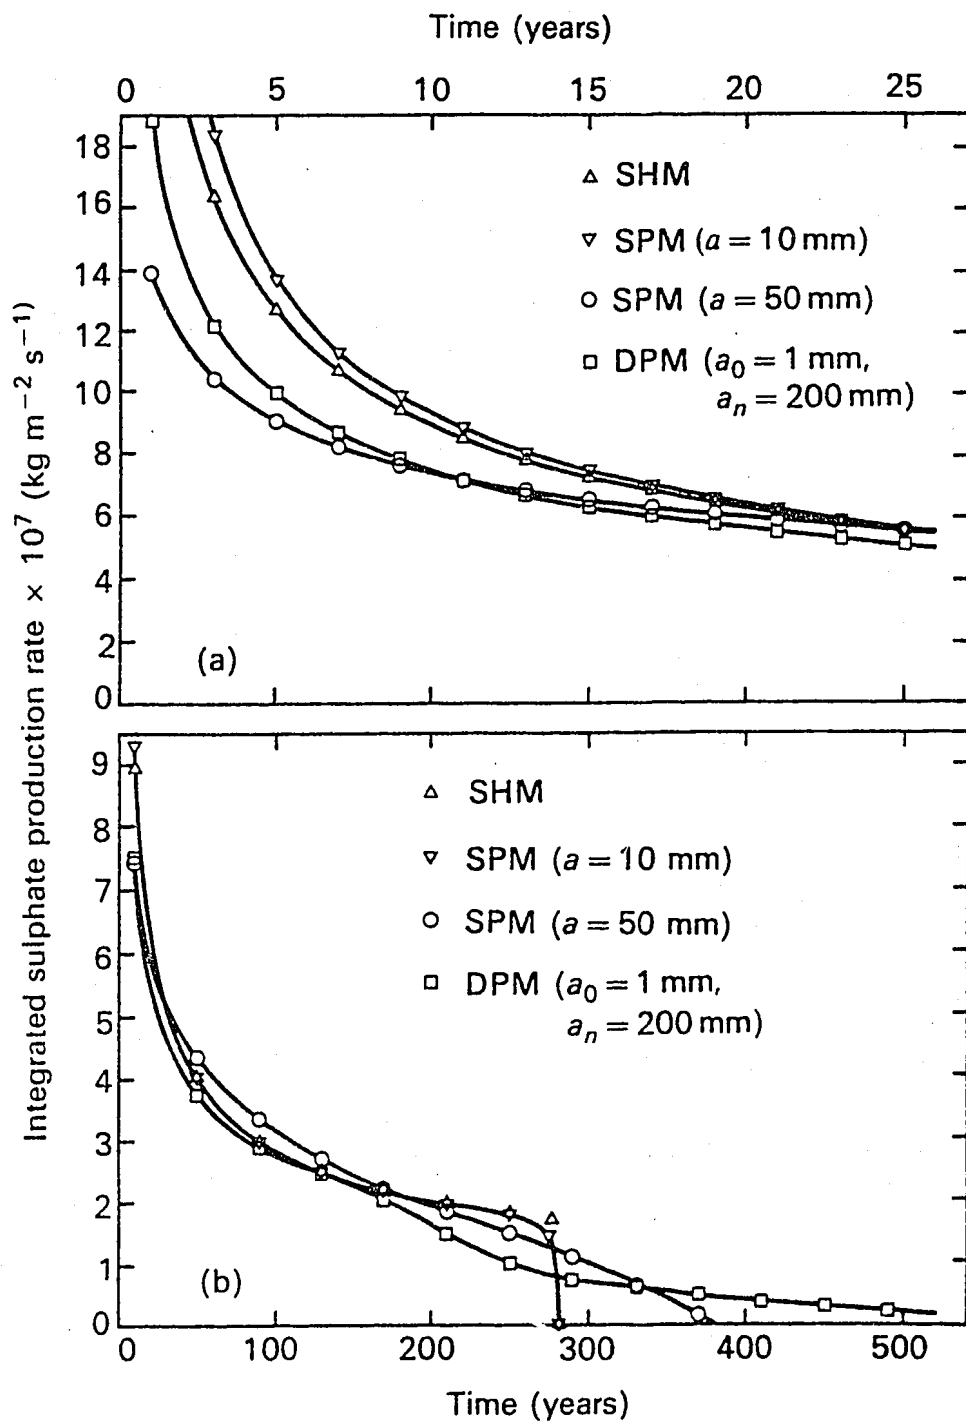 Time (years)
0 5 10 15 20 25
18
16
14
12
10
8
6
4
2
0
△ SHM
▽ SPM (a = 10 mm)
○ SPM (a = 50 mm)
□ DPM (a₀ = 1 mm,
aₙ = 200 mm)
(a)
Integrated sulphate production rate × 10⁷ (kg m⁻² s⁻¹)
9
8
7
6
5
4
3
2
1
0
△ SHM
▽ SPM (a = 10 mm)
○ SPM (a = 50 mm)
□ DPM (a₀ = 1 mm,
aₙ = 200 mm)
(b)
0 100 200 300 400 500
Time (years)